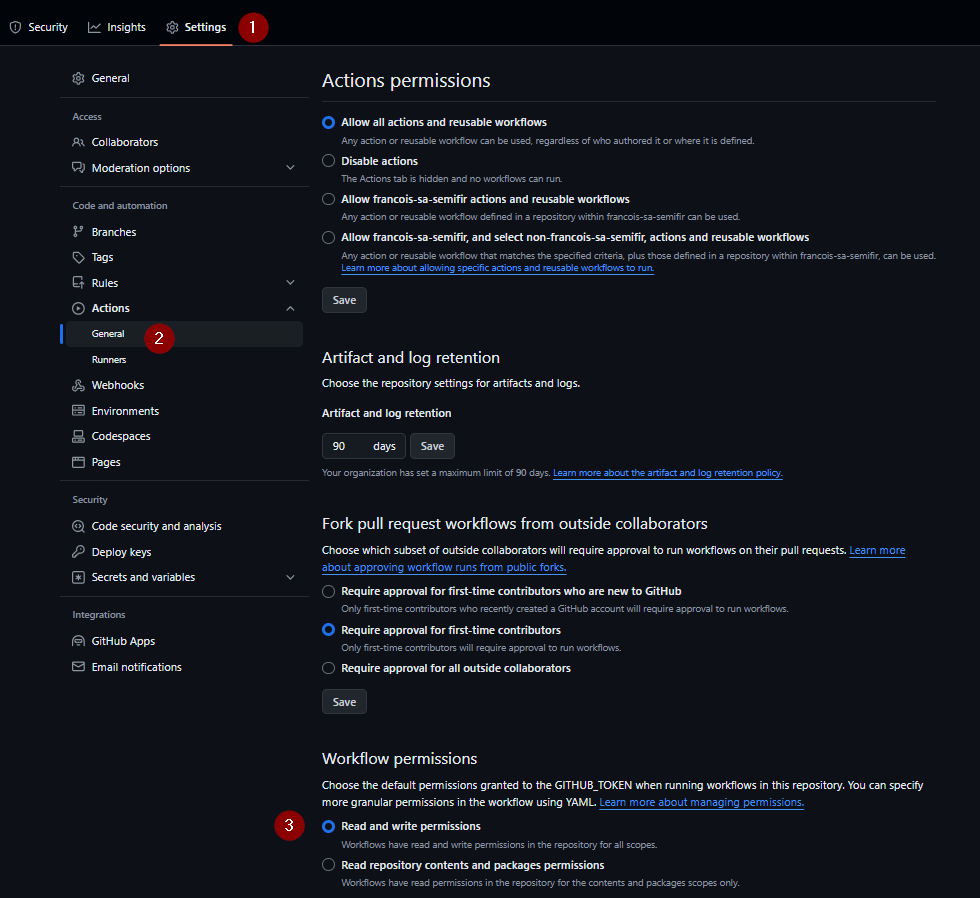 Security
Insights
Settings
1
General
Access
Collaborators
Moderation options
Code and automation
Branches
Tags
Rules
Actions
General
2
Runners
Webhooks
Environments
Codespaces
Pages
Security
Code security and analysis
Deploy keys
Secrets and variables
Integrations
GitHub Apps
Email notifications
Actions permissions
Allow all actions and reusable workflows
Any action or reusable workflow can be used, regardless of who authored it or where it is defined.
Disable actions
The Actions tab is hidden and no workflows can run.
Allow francois-sa-semifir actions and reusable workflows
Any action or reusable workflow defined in a repository within francois-sa-semifir can be used.
Allow francois-sa-semifir, and select non-francois-sa-semifir, actions and reusable workflows
Any action or reusable workflow that matches the specified criteria, plus those defined in a repository within francois-sa-semifir, can be used.
Learn more about allowing specific actions and reusable workflows to run.
Save
Artifact and log retention
Choose the repository settings for artifacts and logs.
Artifact and log retention
90 days Save
Your organization has set a maximum limit of 90 days. Learn more about the artifact and log retention policy.
Fork pull request workflows from outside collaborators
Choose which subset of outside collaborators will require approval to run workflows on their pull requests. Learn more
about approving workflow runs from public forks.
Require approval for first-time contributors who are new to GitHub
Only first-time contributors who recently created a GitHub account will require approval to run workflows.
Require approval for first-time contributors
Only first-time contributors will require approval to run workflows.
Require approval for all outside collaborators
Save
Workflow permissions
Choose the default permissions granted to the GITHUB_TOKEN when running workflows in this repository. You can specify
more granular permissions in the workflow using YAML. Learn more about managing permissions.
3
Read and write permissions
Workflows have read and write permissions in the repository for all scopes.
Read repository contents and packages permissions
Workflows have read permissions in the repository for the contents and packages scopes only.